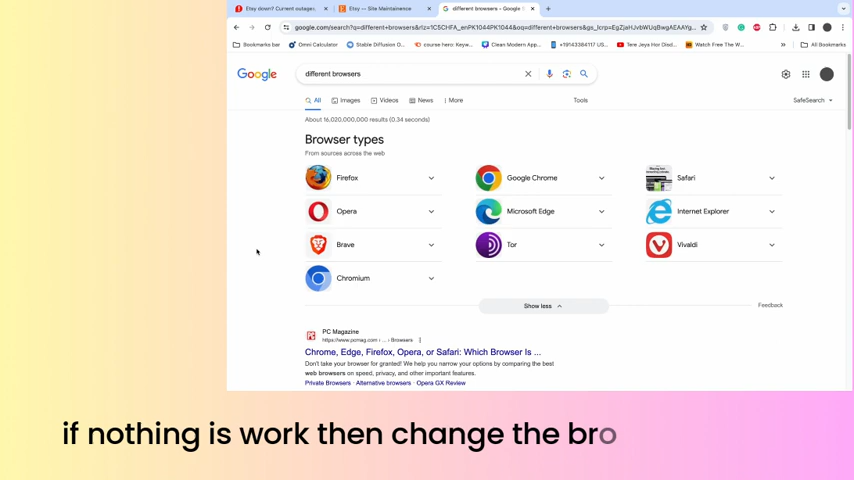 Etsy down? Current outages,
Etsy — Site Maintainence
different browsers - Google S
google.com/search?q=different+browsers&rlz=1C5CHFA_enPK1044PK1044&oq=different+browsers&gs_lcrp=EgZjaHJvbWUqBwgAEAAYg...
Bookmarks bar
Omni Calculator
Stable Diffusion O...
course hero: Keyw...
Clean Modern App...
+19143384117 US...
Tere Jeya Hor Disd...
Watch Free The W...
»
All Bookmarks
Google
different browsers
All
Images
Videos
News
More
Tools
SafeSearch
About 16,020,000,000 results (0.34 seconds)
Browser types
From sources across the web
Firefox
Google Chrome
Safari
Opera
Microsoft Edge
Internet Explorer
Brave
Tor
Vivaldi
Chromium
Show less
Feedback
PC Magazine
https://www.pcmag.com › ... › Browsers
Chrome, Edge, Firefox, Opera, or Safari: Which Browser Is ...
Don't take your browser for granted! We help you narrow your options by comparing the best
web browsers on speed, privacy, and other important features.
Private Browsers · Alternative browsers · Opera GX Review
if nothing is work then change the bro